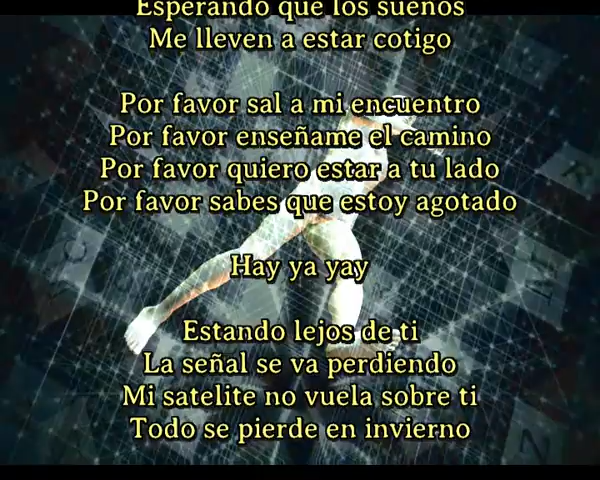 Esperando que los sueños
Me lleven a estar cotigo
Por favor sal a mi encuentro
Por favor enseñame el camino
Por favor quiero estar a tu lado
Por favor sabes que estoy agotado
Hay ya yay
Estando lejos de ti
La señal se va perdiendo
Mi satelite no vuela sobre ti
Todo se pierde en invierno